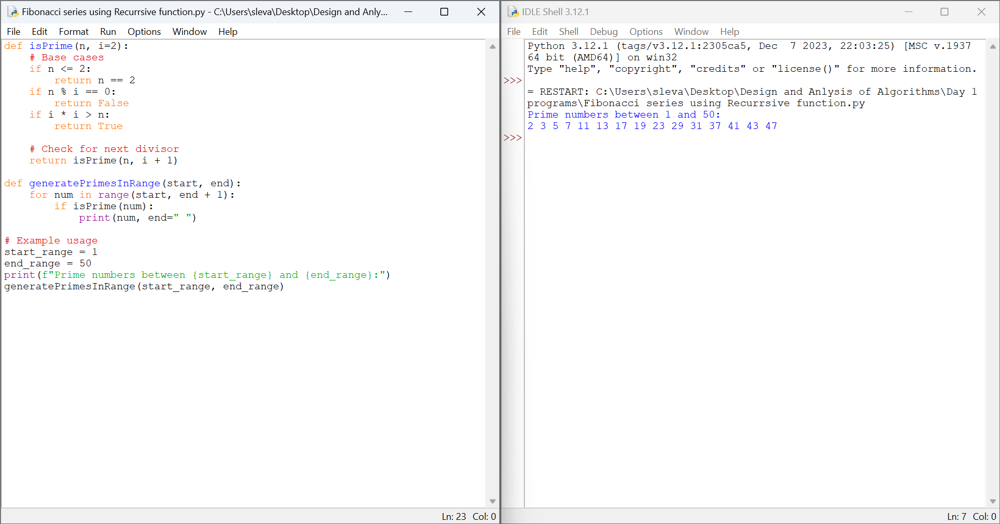 Fibonacci series using Recurrsive function.py - C:\Users\sleva\Desktop\Design and Anly...
File Edit Format Run Options Window Help
def isPrime(n, i=2):
    # Base cases
    if n <= 2:
        return n == 2
    if n % i == 0:
        return False
    if i * i > n:
        return True
    # Check for next divisor
    return isPrime(n, i + 1)
def generatePrimesInRange(start, end):
    for num in range(start, end + 1):
        if isPrime(num):
            print(num, end=" ")
# Example usage
start_range = 1
end_range = 50
print(f"Prime numbers between {start_range} and {end_range}:")
generatePrimesInRange(start_range, end_range)
Ln: 23 Col: 0
IDLE Shell 3.12.1
File Edit Shell Debug Options Window Help
Python 3.12.1 (tags/v3.12.1:2305ca5, Dec  7 2023, 22:03:25) [MSC v.1937
64 bit (AMD64)] on win32
Type "help", "copyright", "credits" or "license()" for more information.
>>>
= RESTART: C:\Users\sleva\Desktop\Design and Anlysis of Algorithms\Day 1
programs\Fibonacci series using Recurrsive function.py
Prime numbers between 1 and 50:
2 3 5 7 11 13 17 19 23 29 31 37 41 43 47
>>>
Ln: 7 Col: 0